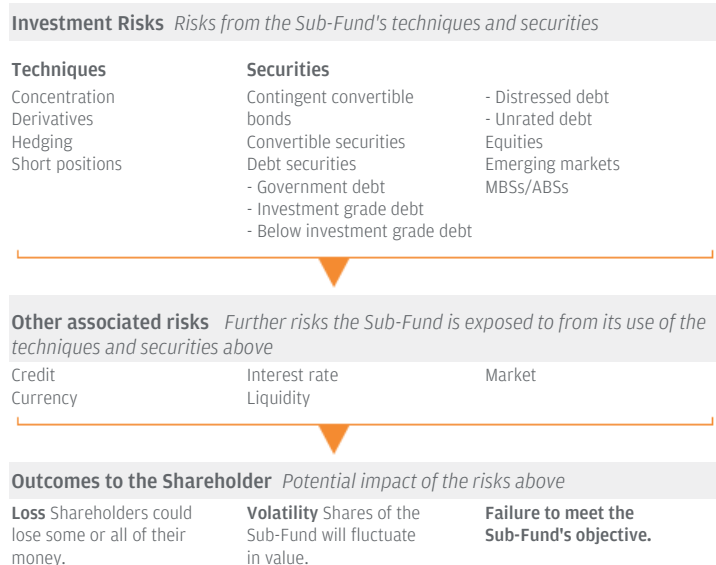 Investment Risks Risks from the Sub-Fund's techniques and securities
Techniques
Concentration
Derivatives
Hedging
Short positions
Securities
Contingent convertible
bonds
Convertible securities
Debt securities
- Government debt
- Investment grade debt
- Below investment grade debt
- Distressed debt
- Unrated debt
Equities
Emerging markets
MBSs/ABSs
Other associated risks Further risks the Sub-Fund is exposed to from its use of the
techniques and securities above
Credit
Currency
Interest rate
Liquidity
Market
Outcomes to the Shareholder Potential impact of the risks above
Loss Shareholders could
lose some or all of their
money.
Volatility Shares of the
Sub-Fund will fluctuate
in value.
Failure to meet the
Sub-Fund's objective.